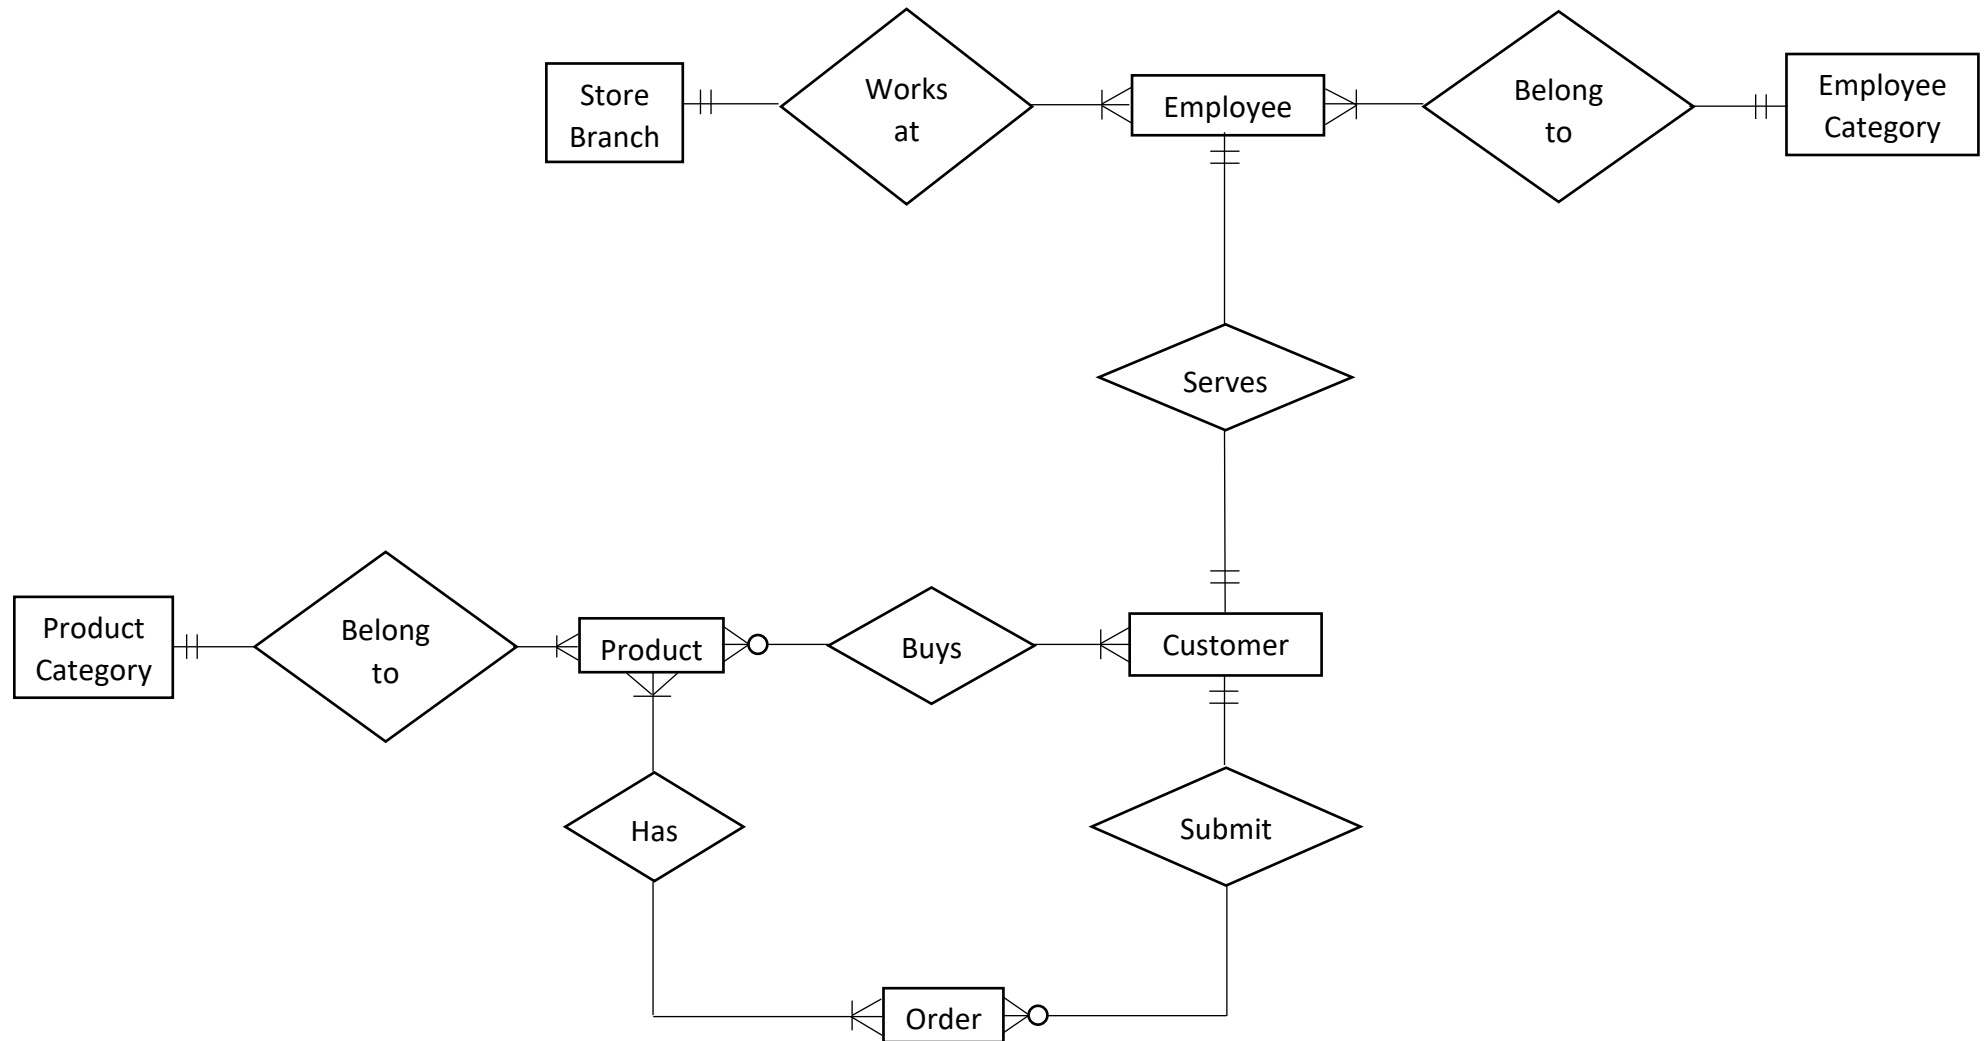 Store
Branch
Works
at
Employee
Belong
to
Employee
Category
Serves
Product
Category
Belong
to
Product
Buys
Customer
Has
Submit
Order